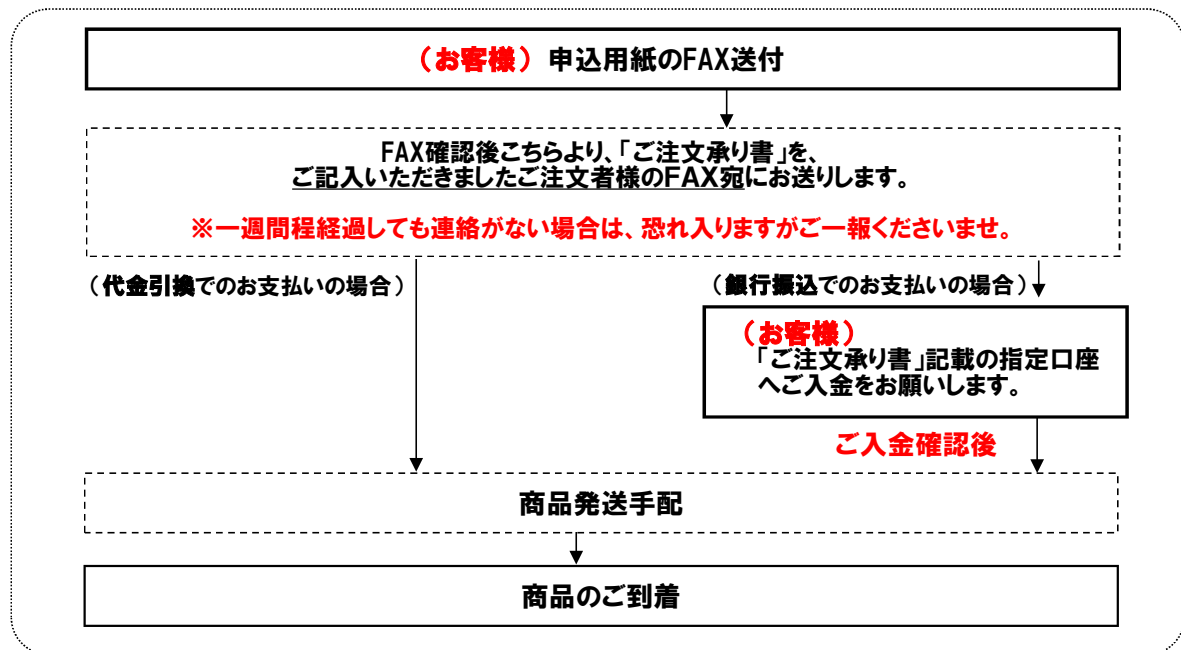 （お客様）申込用紙のFAX送付
FAX確認後こちらより、「ご注文承り書」を、
ご記入いただきましたご注文者様のFAX宛にお送りします。
※一週間程経過しても連絡がない場合は、恐れ入りますがご一報くださいませ。
（代金引換でのお支払いの場合）
（銀行振込でのお支払いの場合）
（お客様）
「ご注文承り書」記載の指定口座
へご入金をお願いします。
ご入金確認後
商品発送手配
商品のご到着